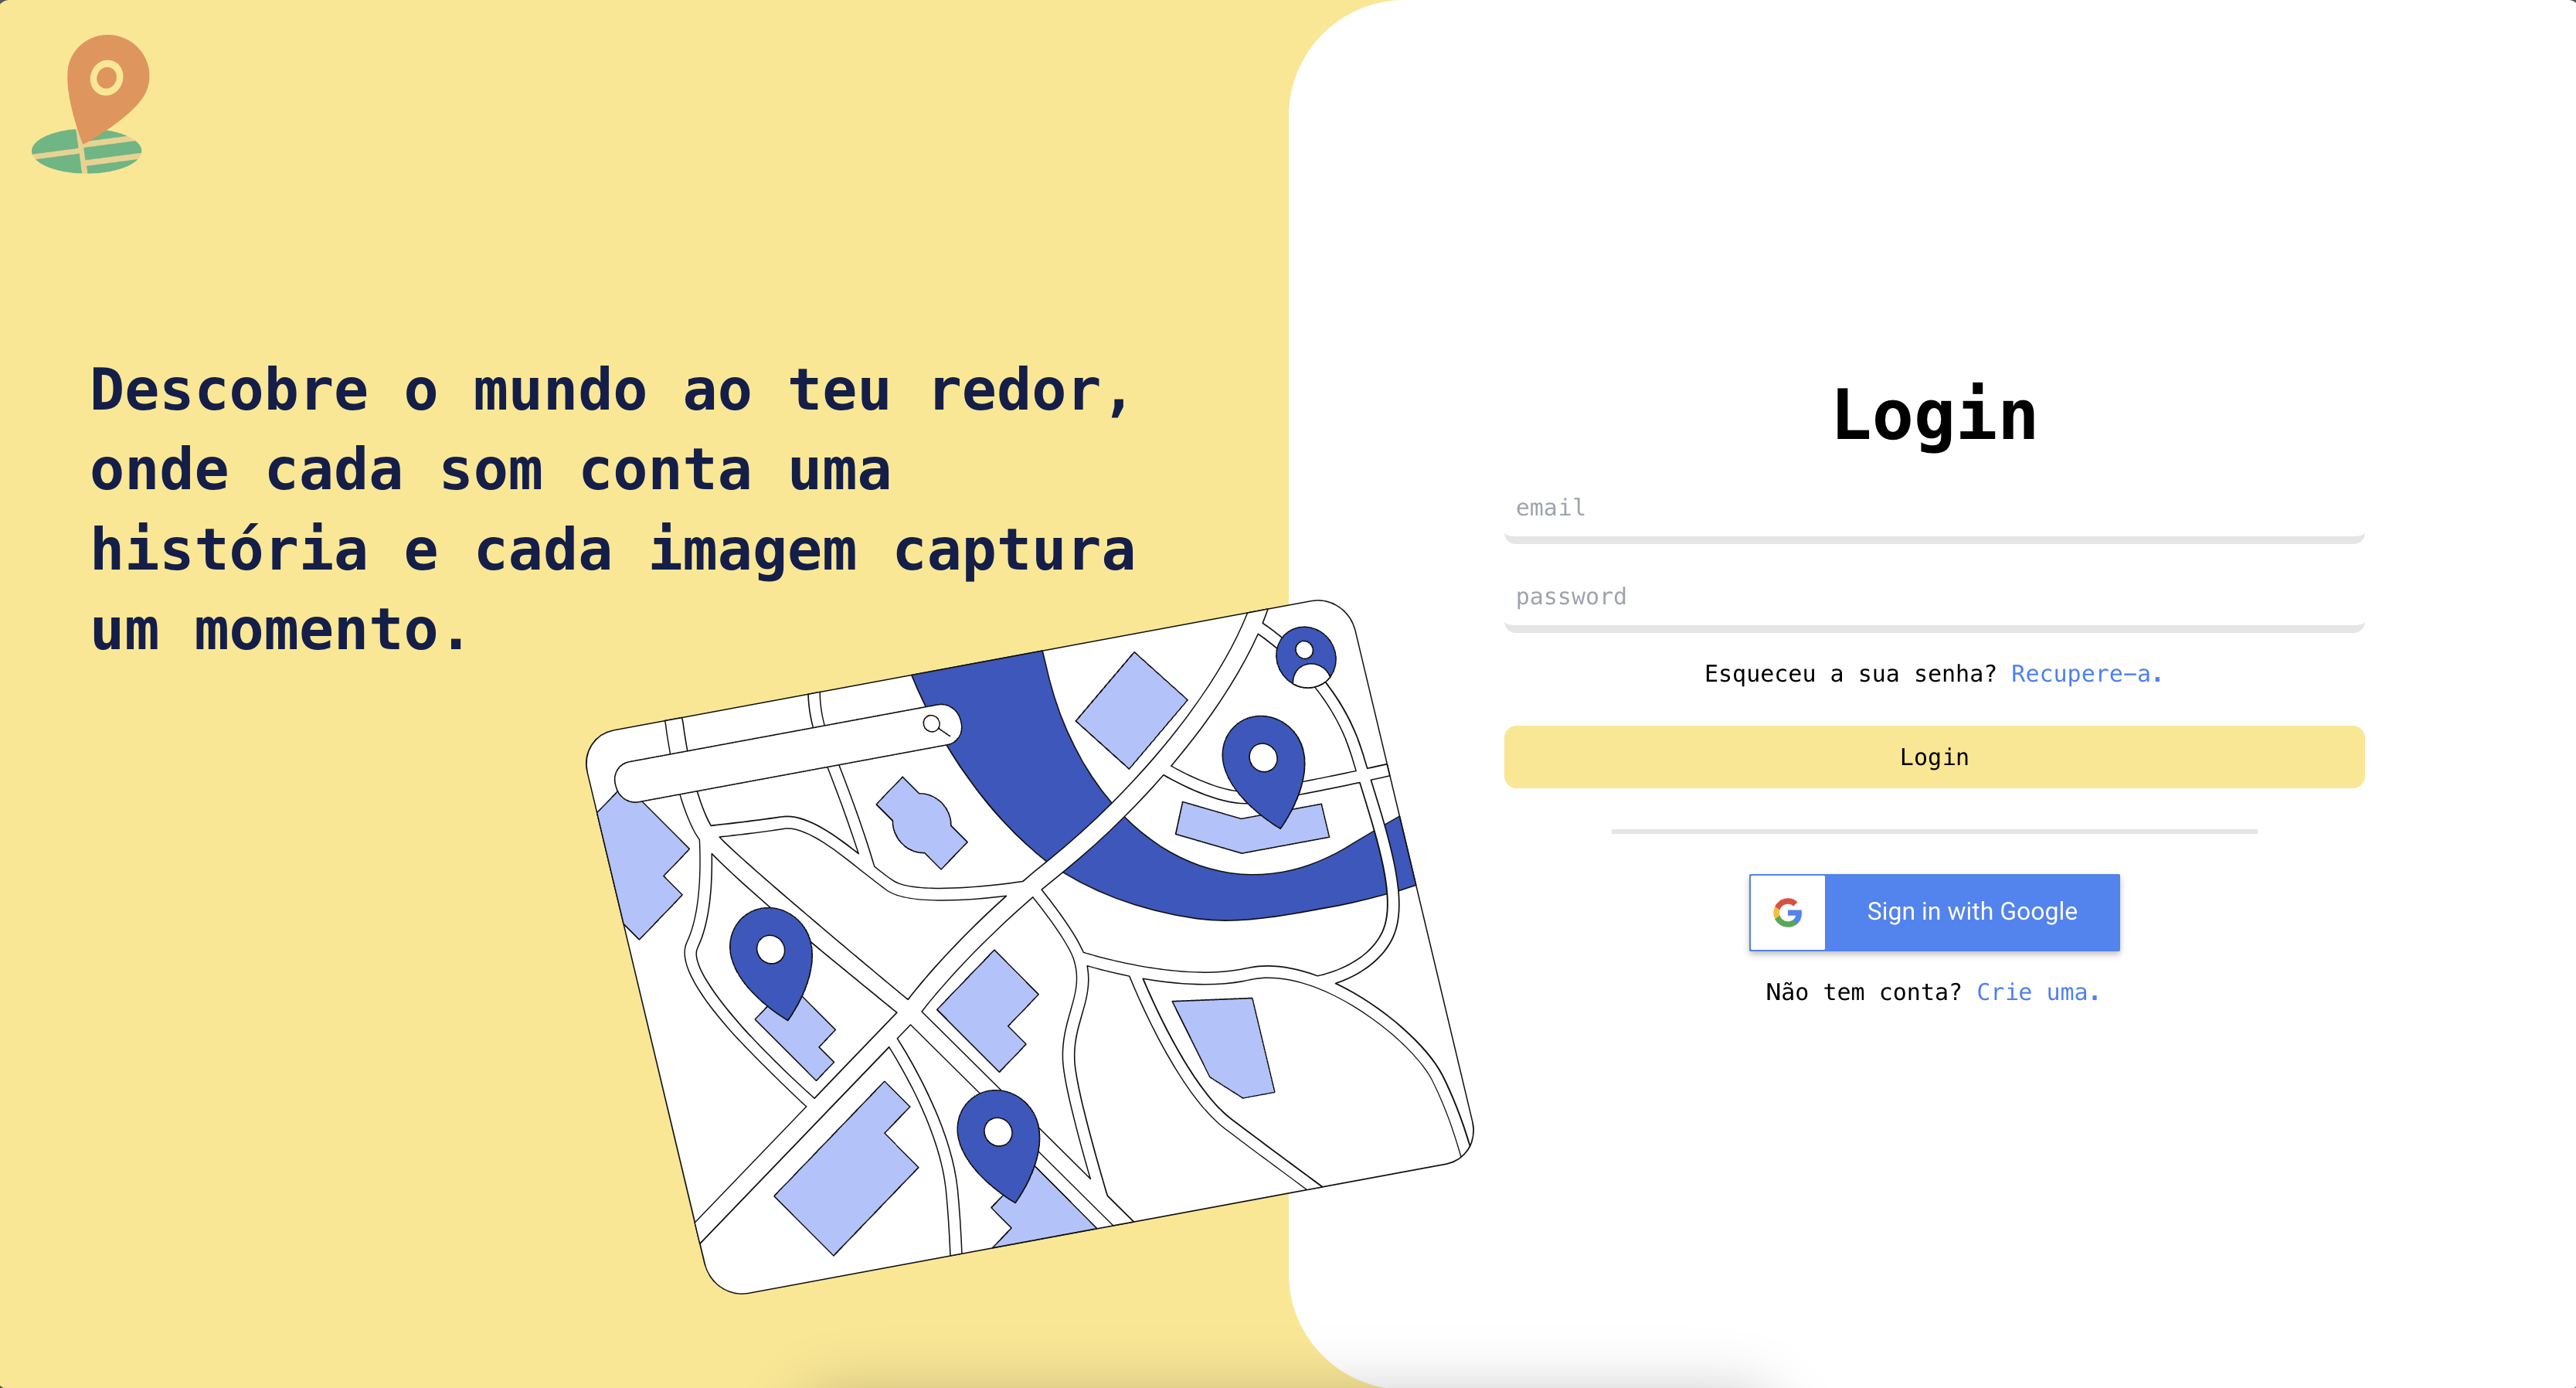 Descobre o mundo ao teu redor,
onde cada som conta uma
história e cada imagem captura
um momento.
Login
email
password
Esqueceu a sua senha? Recupere-a.
Login
Sign in with Google
Não tem conta? Crie uma.